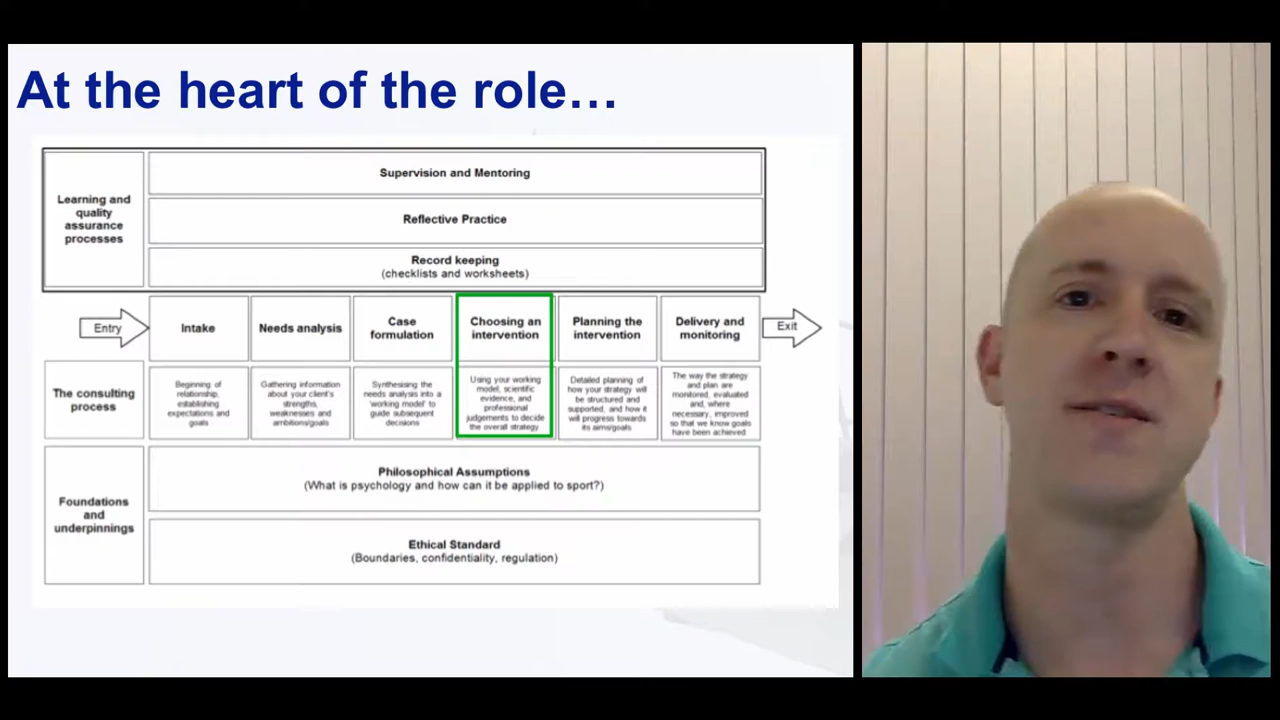 At the heart of the role…
Learning and
quality
assurance
processes
Supervision and Mentoring
Reflective Practice
Record keeping
(checklists and worksheets)
Entry
Intake
Needs analysis
Case
formulation
Choosing an
intervention
Planning the
intervention
Delivery and
monitoring
Exit
The consulting
process
Beginning of
relationship,
establishing
expectations and
goals
Gathering information
about your client's
strengths,
weaknesses and
ambitions/goals
Synthesising the
needs analysis into a
'working model' to
guide subsequent
decisions
Using your working
model, scientific
evidence, and
professional
judgements to decide
the overall strategy
Detailed planning of
how your strategy will
be structured and
supported, and how it
will progress towards
its aims/goals
The way the strategy
and plan are
monitored, evaluated
and, where
necessary, improved
so that we know goals
have been achieved
Foundations
and
underpinnings
Philosophical Assumptions
(What is psychology and how can it be applied to sport?)
Ethical Standard
(Boundaries, confidentiality, regulation)